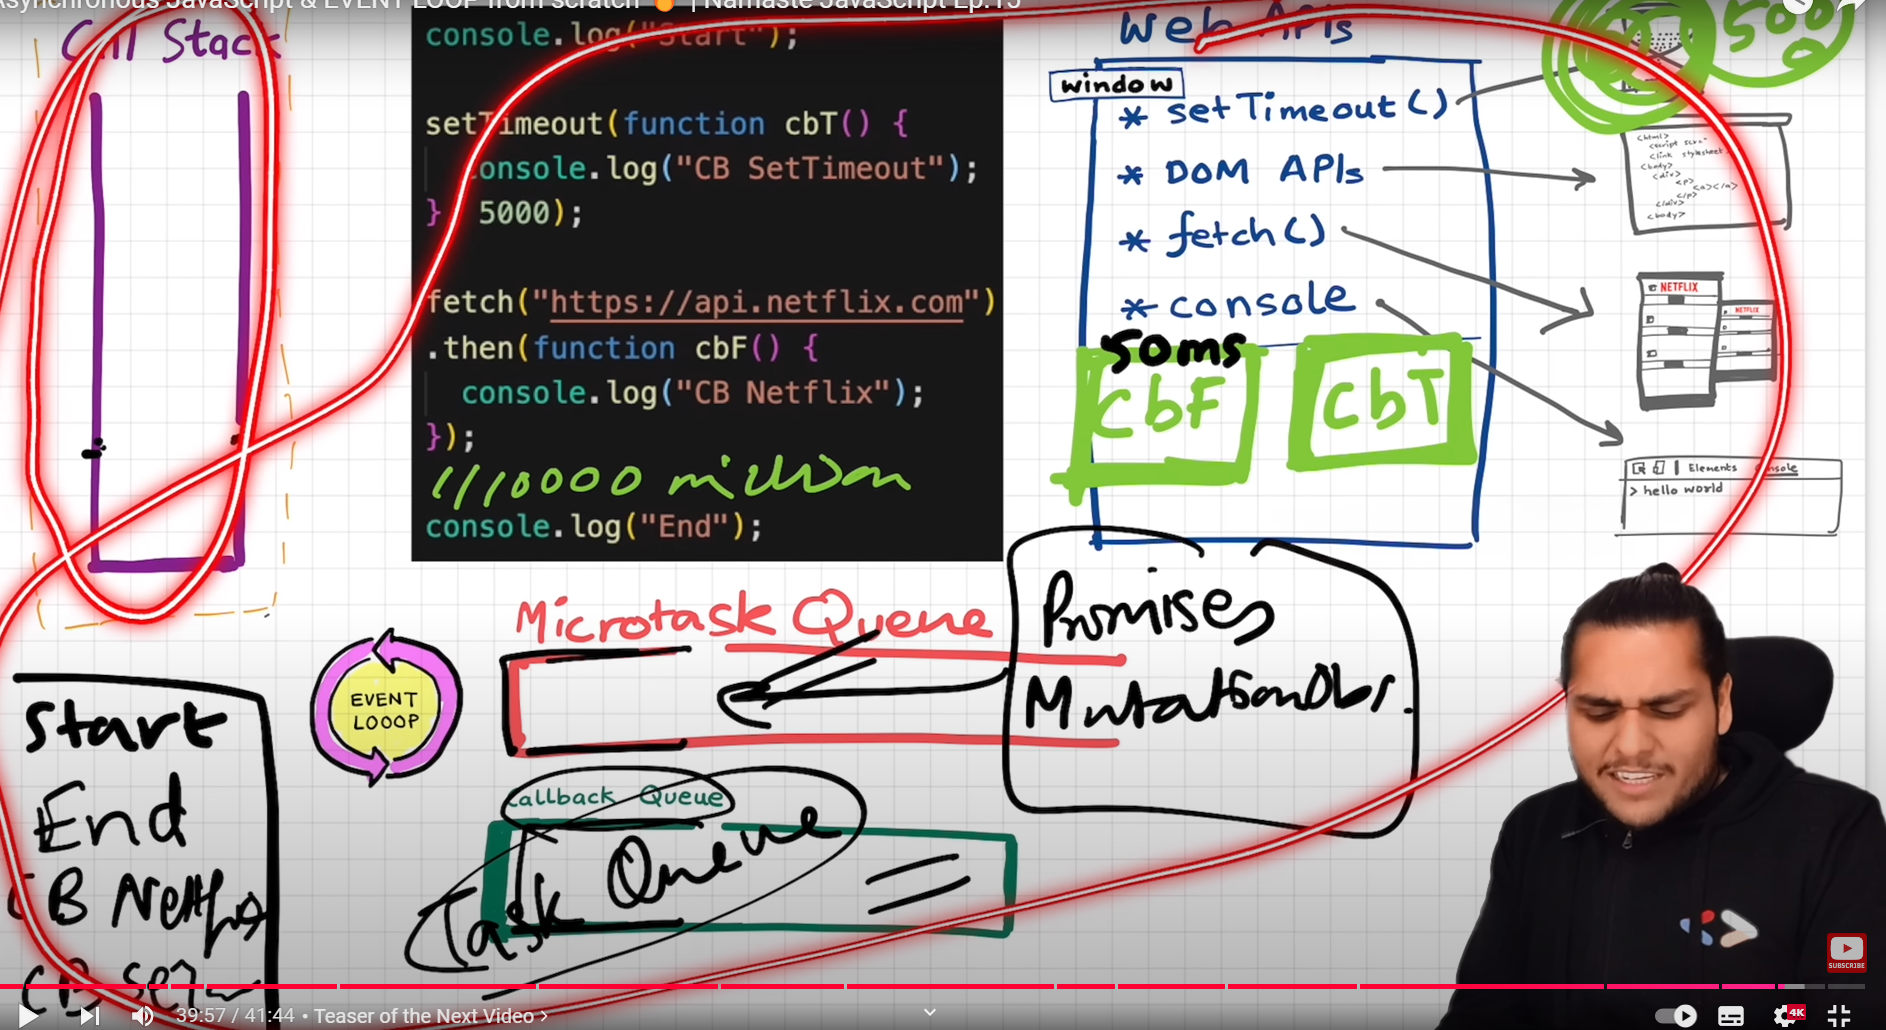 Asynchronous JavaScript & EVENT LOOP from scratch 🔥 | Namaste JavaScript Ep.15
Call Stack
console.log("Start");
setTimeout(function cbT() {
console.log("CB SetTimeout");
} 5000);
fetch("https://api.netflix.com")
.then(function cbF() {
console.log("CB Netflix");
});
10000 million
console.log("End");
Web APIs
window
* setTimeout()
* DOM APIs
* fetch()
* console
50ms
CbF
CbT
500
<html>
<link stylesheet
<body>
<div>
<p>
<a></a>
</p>
</div>
<body>
NETFLIX
NETFLIX
Elements
> hello world
Microtask Queue
Promises
MutationObs.
EVENT
LOOOP
Callback Queue
Task Queue
Start
End
CB Netflix
CB Set
SUBSCRIBE
39:57 / 41:44 • Teaser of the Next Video >
4K